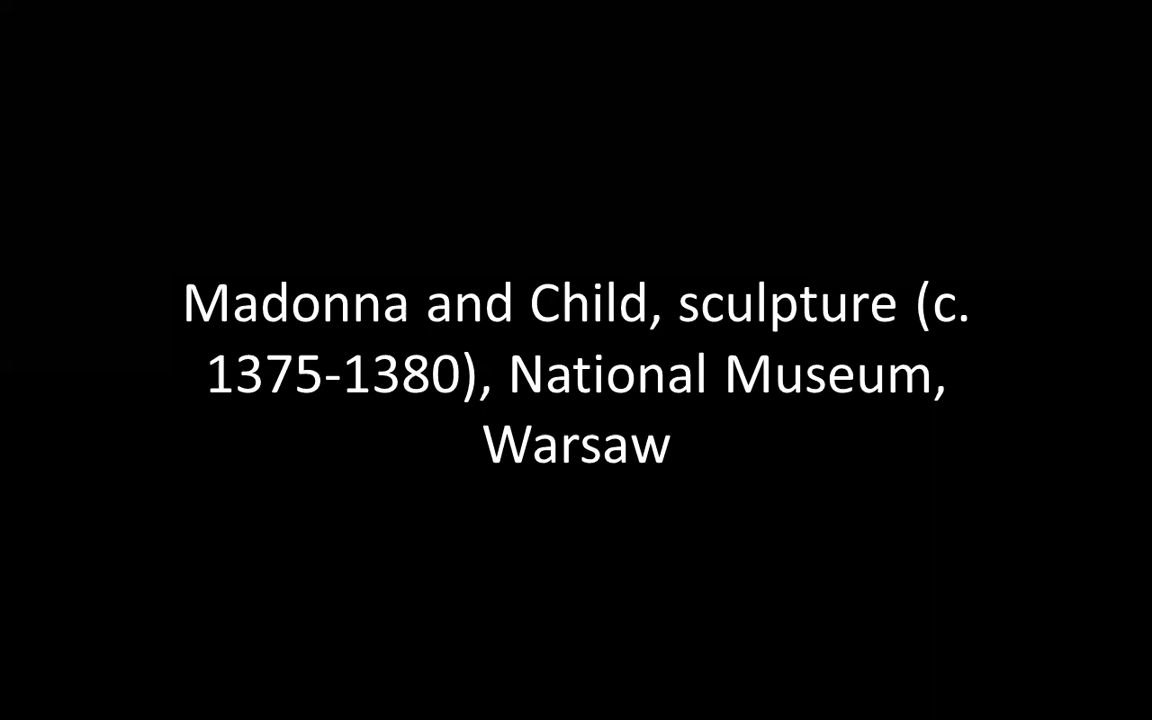 Madonna and Child, sculpture (c.
1375-1380), National Museum,
Warsaw